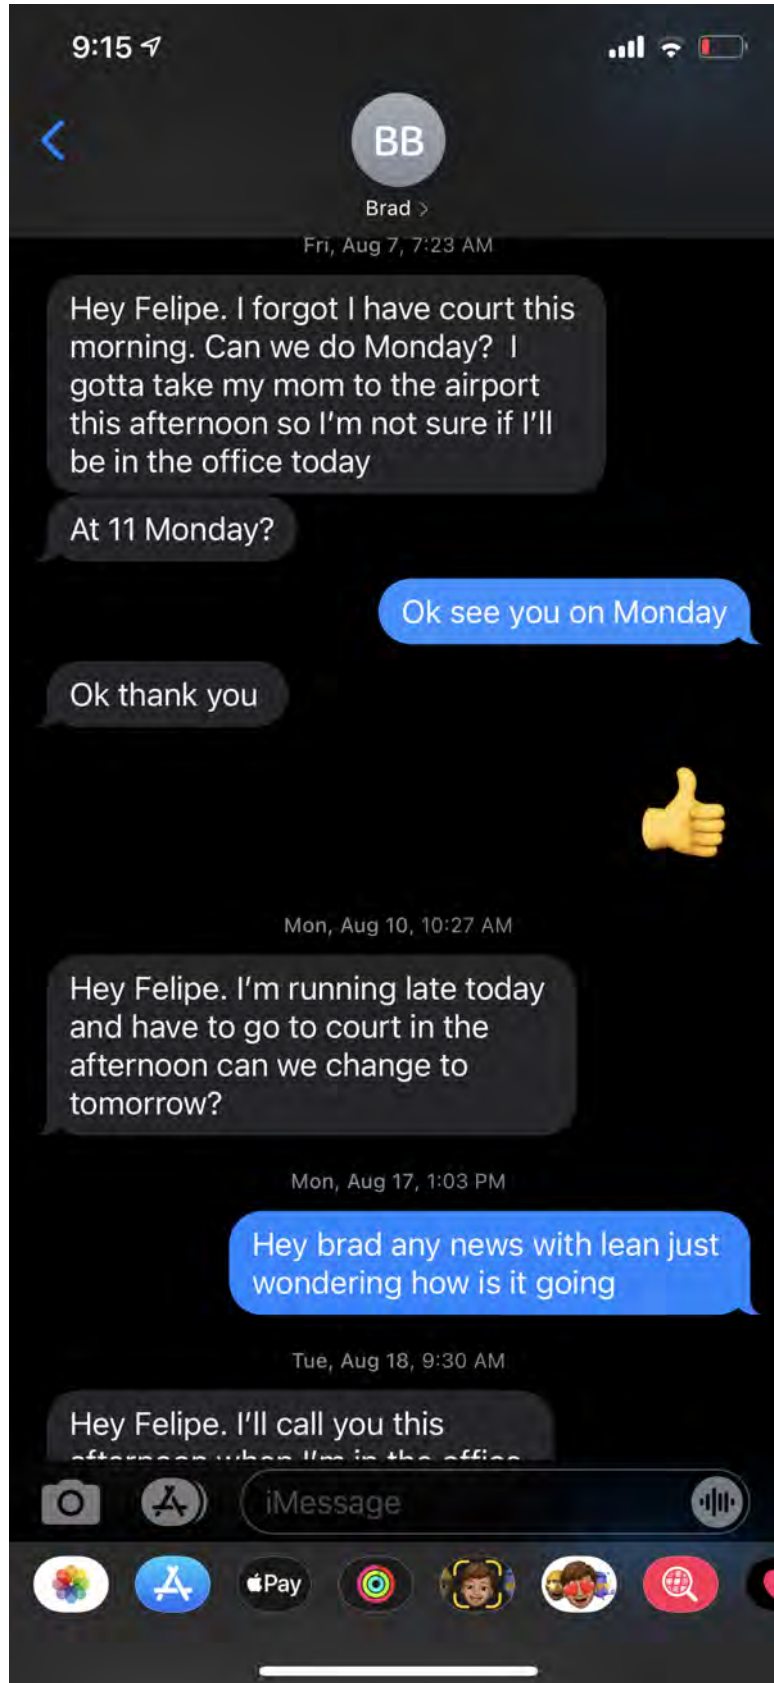 9:15
BB
Brad >
Fri, Aug 7, 7:23 AM
Hey Felipe. I forgot I have court this
morning. Can we do Monday?  I
gotta take my mom to the airport
this afternoon so I'm not sure if I'll
be in the office today
At 11 Monday?
Ok see you on Monday
Ok thank you
Mon, Aug 10, 10:27 AM
Hey Felipe. I'm running late today
and have to go to court in the
afternoon can we change to
tomorrow?
Mon, Aug 17, 1:03 PM
Hey brad any news with lean just
wondering how is it going
Tue, Aug 18, 9:30 AM
Hey Felipe. I'll call you this
afternoon when I'm in the office
iMessage
Pay